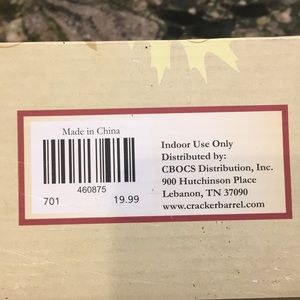 Made in China
460875
701 19.99
Indoor Use Only
Distributed by:
CBOCS Distribution, Inc.
900 Hutchinson Place
Lebanon, TN 37090
www.crackerbarrel.com